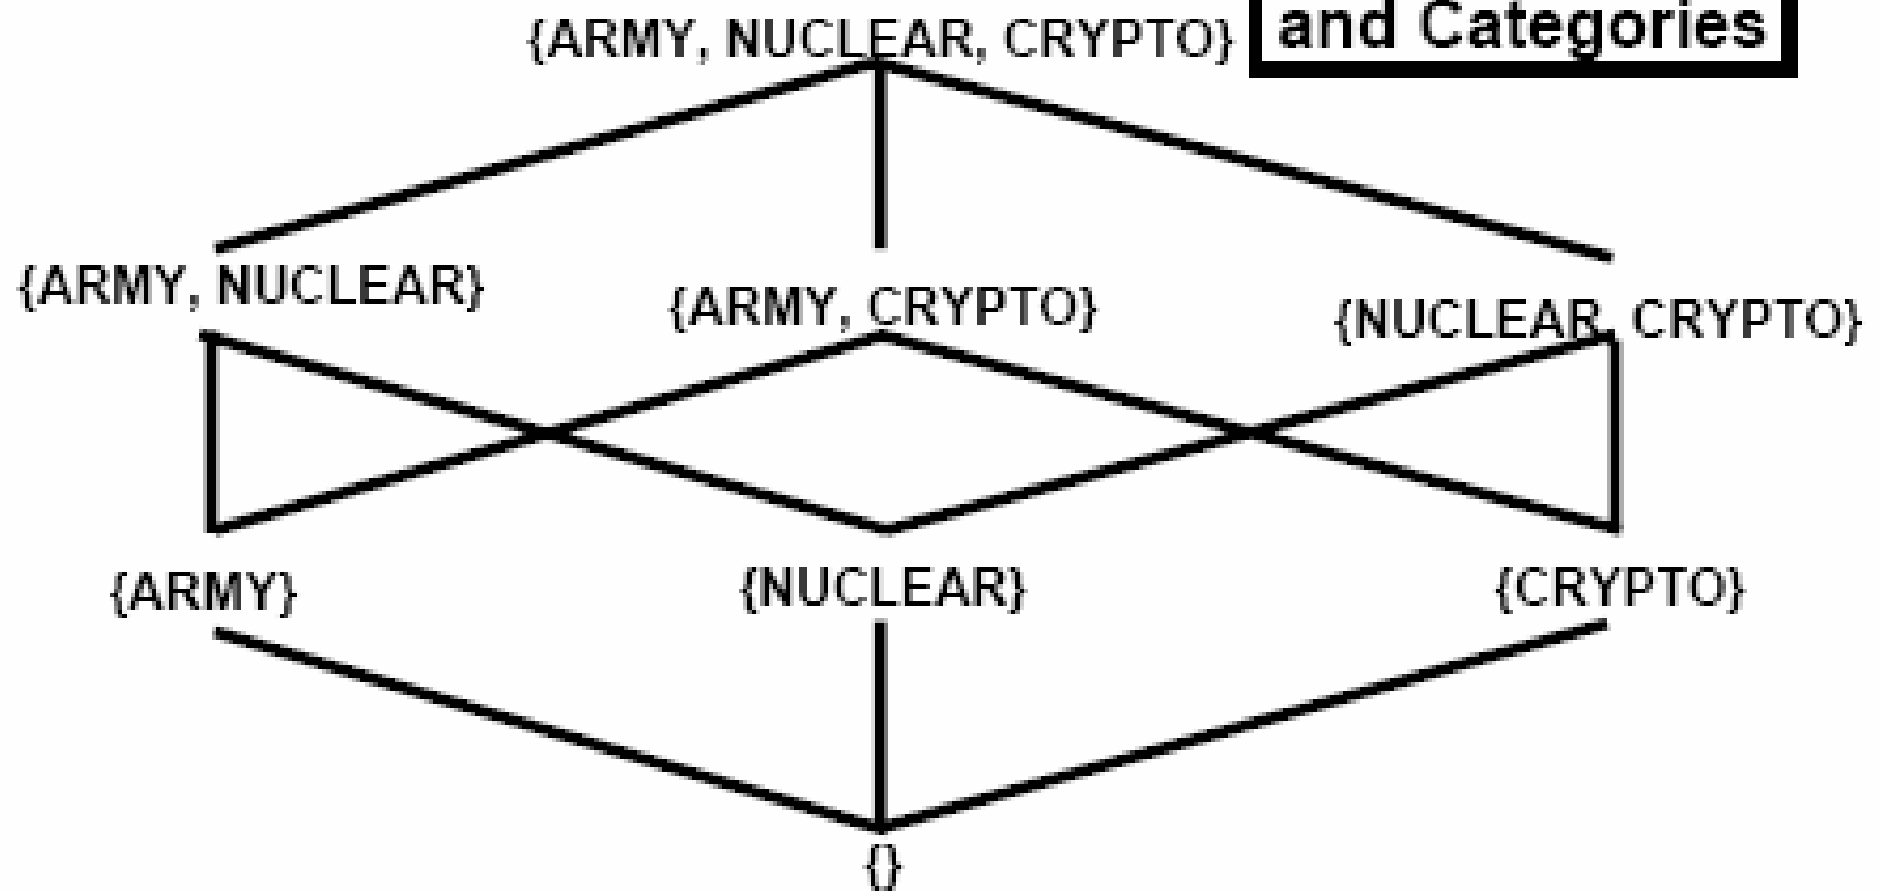 {ARMY, NUCLEAR, CRYPTO}
and Categories
{ARMY, NUCLEAR}
{ARMY, CRYPTO}
{NUCLEAR, CRYPTO}
{ARMY}
{NUCLEAR}
{CRYPTO}
{}